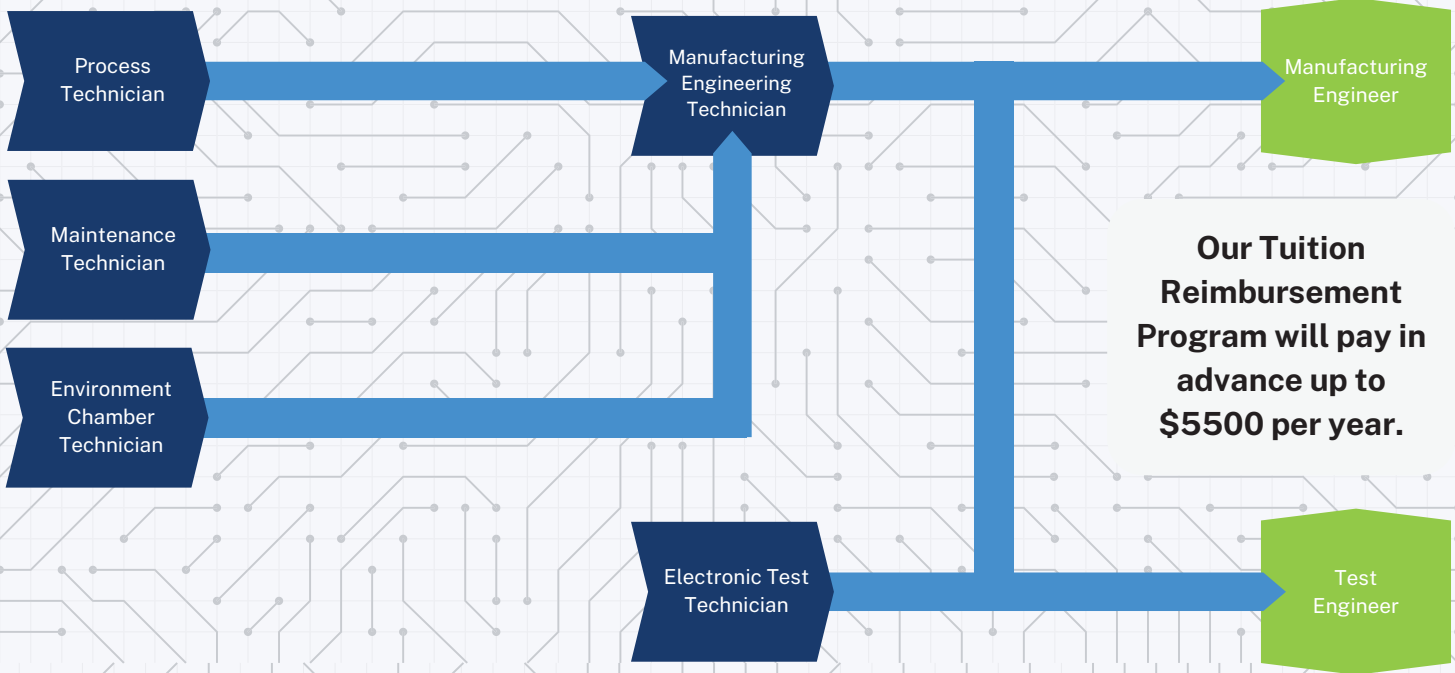 Process
Technician
Manufacturing
Engineering
Technician
Manufacturing
Engineer
Maintenance
Technician
Our Tuition
Reimbursement
Program will pay in
advance up to
$5500 per year.
Environment
Chamber
Technician
Electronic Test
Technician
Test
Engineer